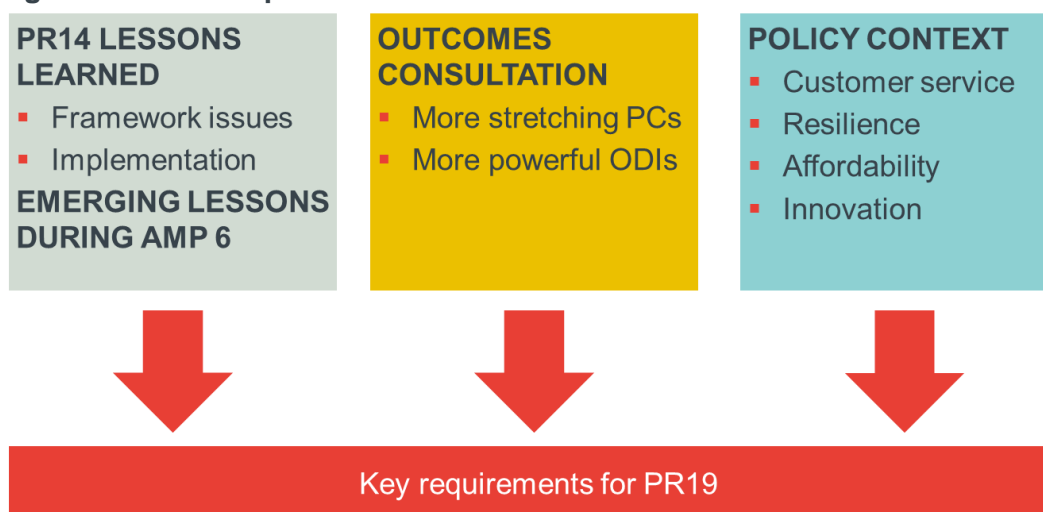 PR14 LESSONS
LEARNED
▪ Framework issues
▪ Implementation
EMERGING LESSONS
DURING AMP 6
OUTCOMES
CONSULTATION
▪ More stretching PCs
▪ More powerful ODIs
POLICY CONTEXT
▪ Customer service
▪ Resilience
▪ Affordability
▪ Innovation
Key requirements for PR19